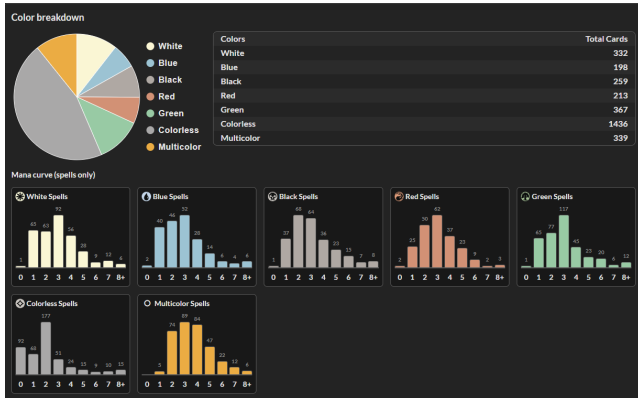 Color breakdown
White
Blue
Black
Red
Green
Colorless
Multicolor
Colors Total Cards
White 332
Blue 198
Black 259
Red 213
Green 367
Colorless 1436
Multicolor 339
Mana curve (spells only)
White Spells
1 65 63 92 56 28 9 12 6
0 1 2 3 4 5 6 7 8+
Blue Spells
2 40 46 52 28 14 6 4 6
0 1 2 3 4 5 6 7 8+
Black Spells
1 37 68 64 36 23 15 7 8
0 1 2 3 4 5 6 7 8+
Red Spells
2 25 50 62 37 23 9 2 3
0 1 2 3 4 5 6 7 8+
Green Spells
1 65 77 117 45 23 20 6 12
0 1 2 3 4 5 6 7 8+
Colorless Spells
92 68 177 51 24 13 9 10 15
0 1 2 3 4 5 6 7 8+
Multicolor Spells
5 74 89 84 47 22 12 6
0 1 2 3 4 5 6 7 8+